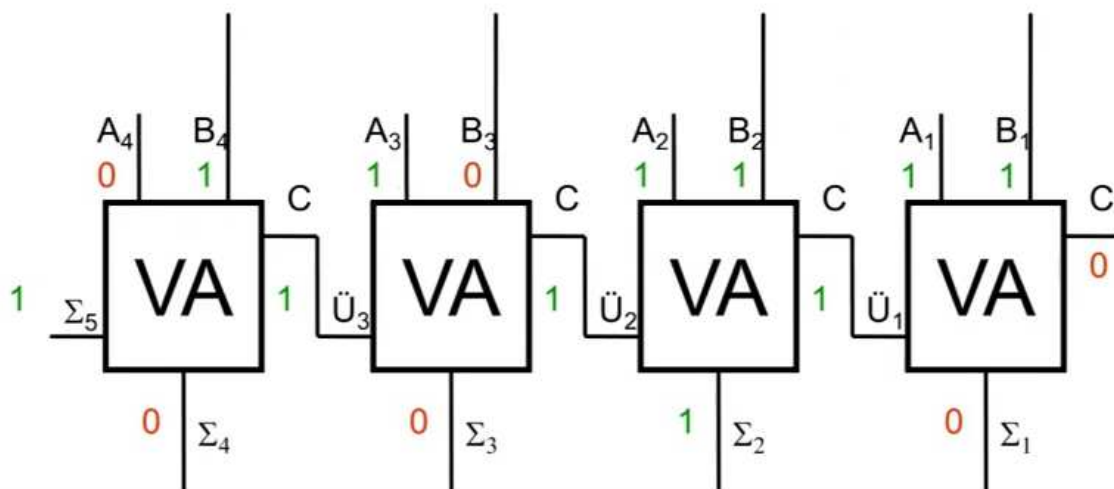 A₄ B₄ A₃ B₃ A₂ B₂ A₁ B₁
0 1 1 0 1 1 1 1
C C C C
VA VA VA VA
0
1 1 1 1
Σ₅ Ü₃ Ü₂ Ü₁
0 Σ₄ 0 Σ₃ 1 Σ₂ 0 Σ₁